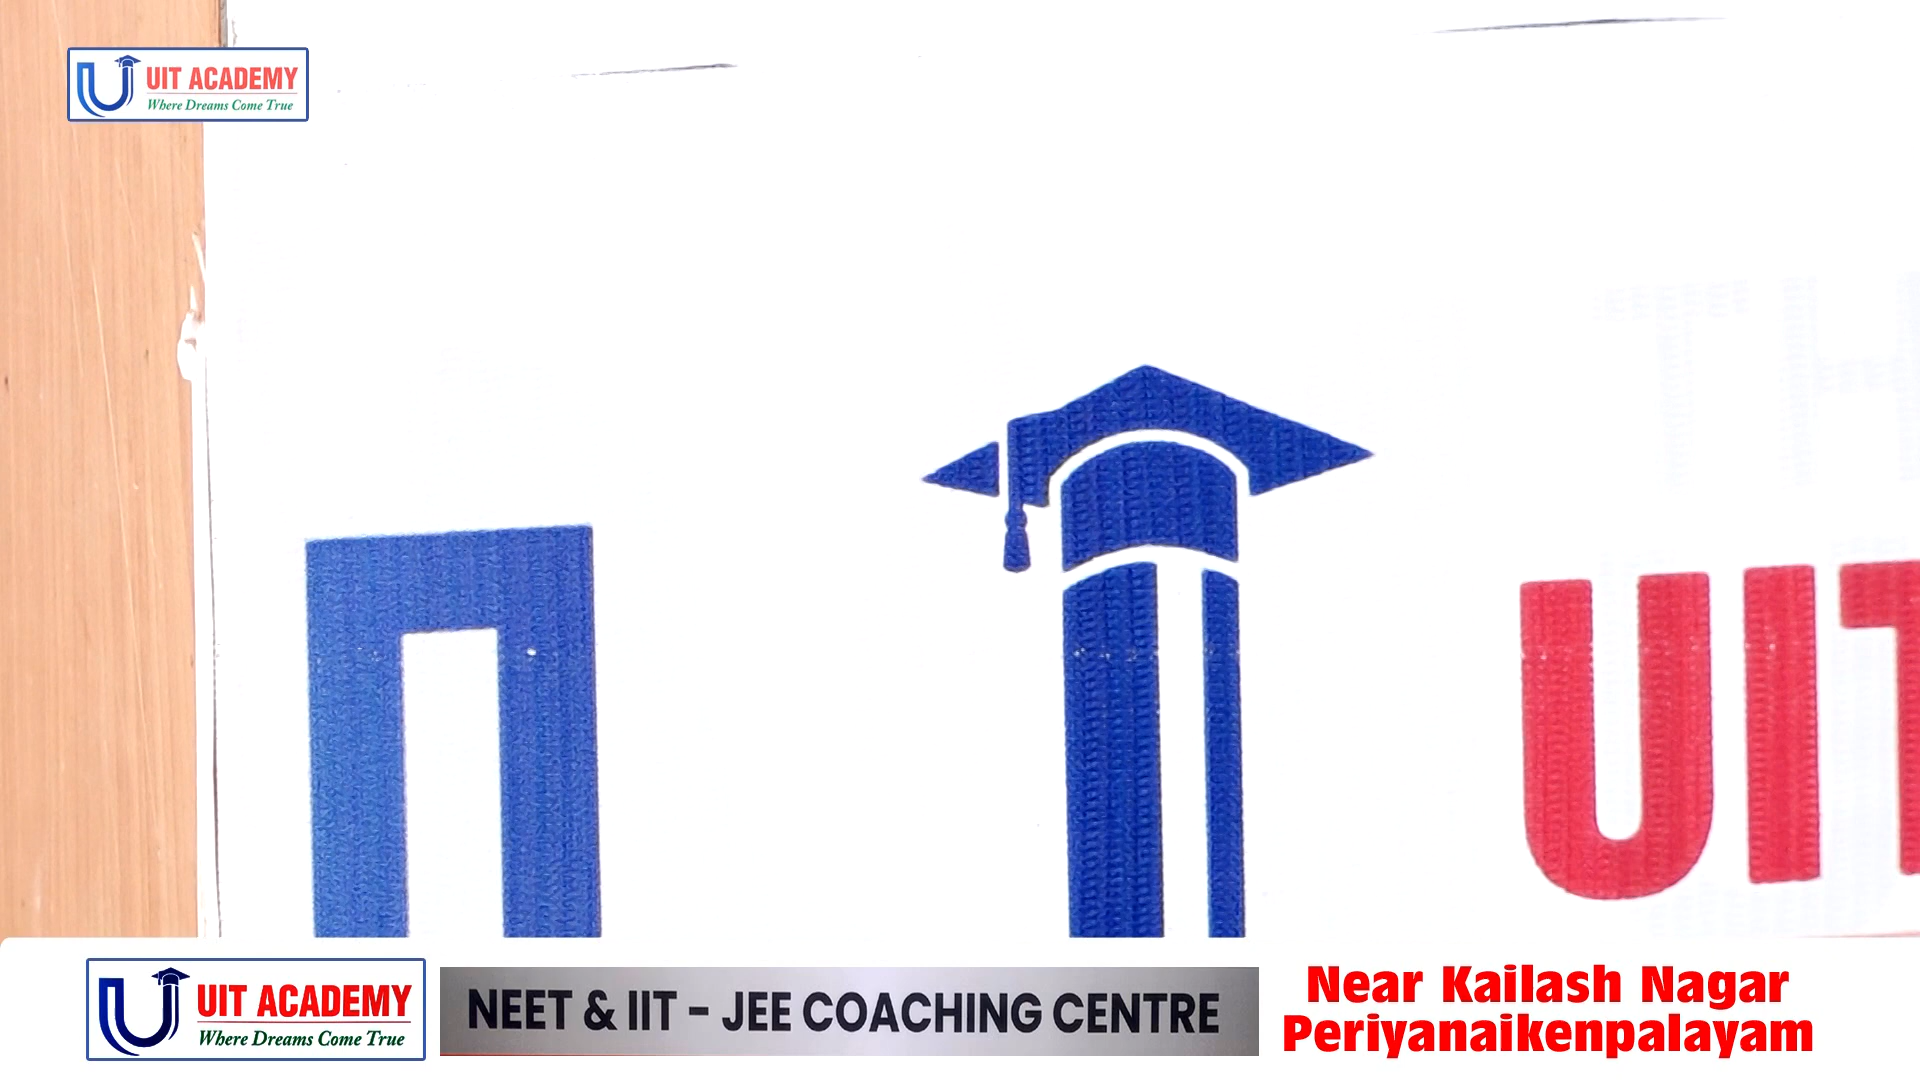 UIT ACADEMY
Where Dreams Come True
UIT
UIT ACADEMY
Where Dreams Come True
NEET & IIT - JEE COACHING CENTRE
Near Kailash Nagar
Periyanaikenpalayam